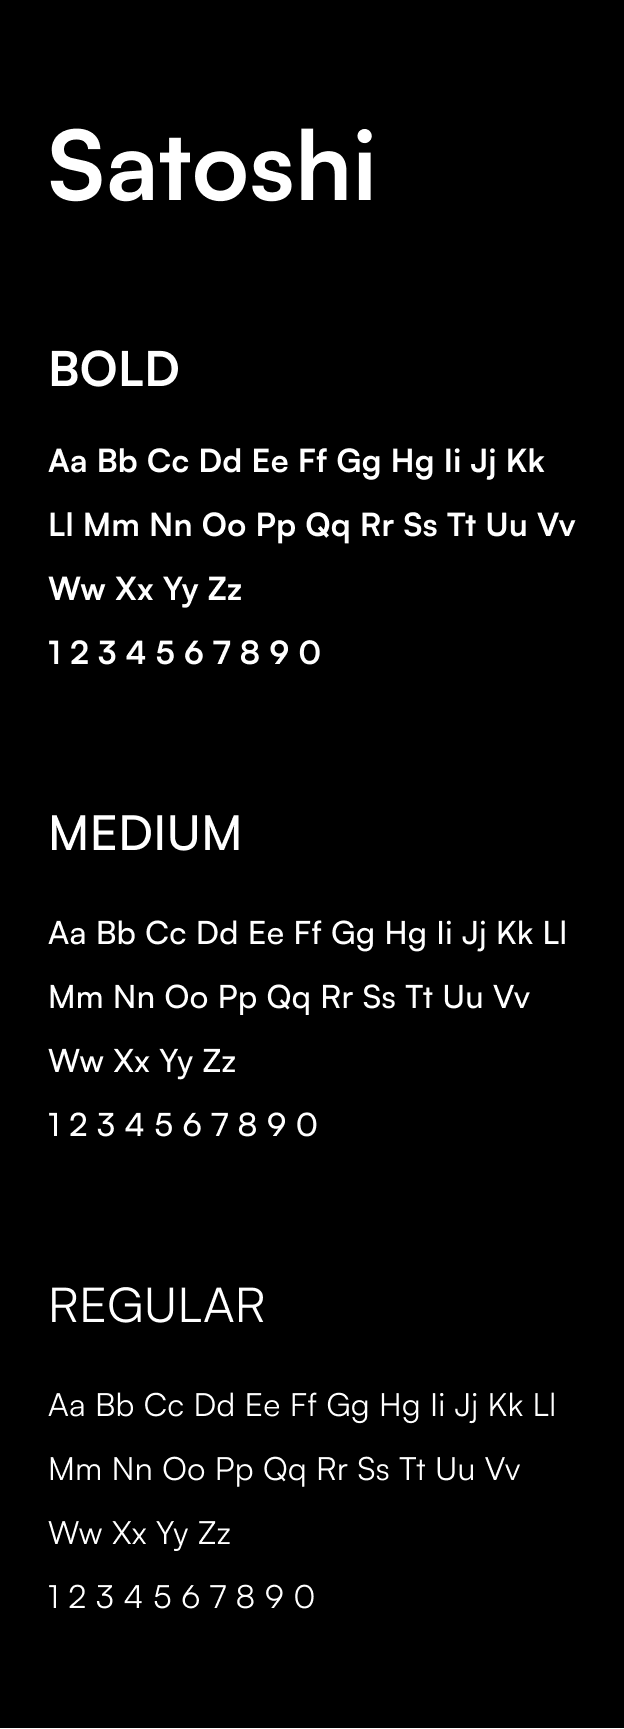 Satoshi
BOLD
Aa Bb Cc Dd Ee Ff Gg Hg Ii Jj Kk
Ll Mm Nn Oo Pp Qq Rr Ss Tt Uu Vv
Ww Xx Yy Zz
1 2 3 4 5 6 7 8 9 0
MEDIUM
Aa Bb Cc Dd Ee Ff Gg Hg Ii Jj Kk Ll
Mm Nn Oo Pp Qq Rr Ss Tt Uu Vv
Ww Xx Yy Zz
1 2 3 4 5 6 7 8 9 0
REGULAR
Aa Bb Cc Dd Ee Ff Gg Hg Ii Jj Kk Ll
Mm Nn Oo Pp Qq Rr Ss Tt Uu Vv
Ww Xx Yy Zz
1 2 3 4 5 6 7 8 9 0